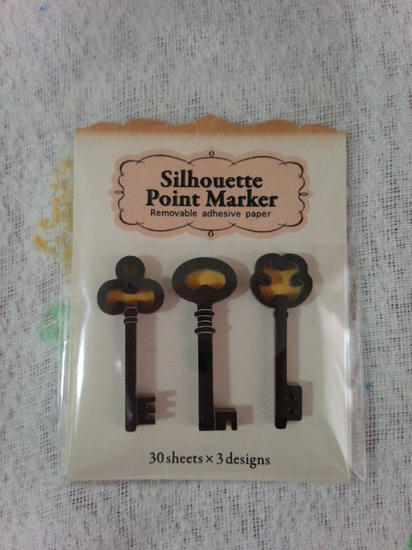 Silhouette
Point Marker
Removable adhesive paper
30 sheets × 3 designs